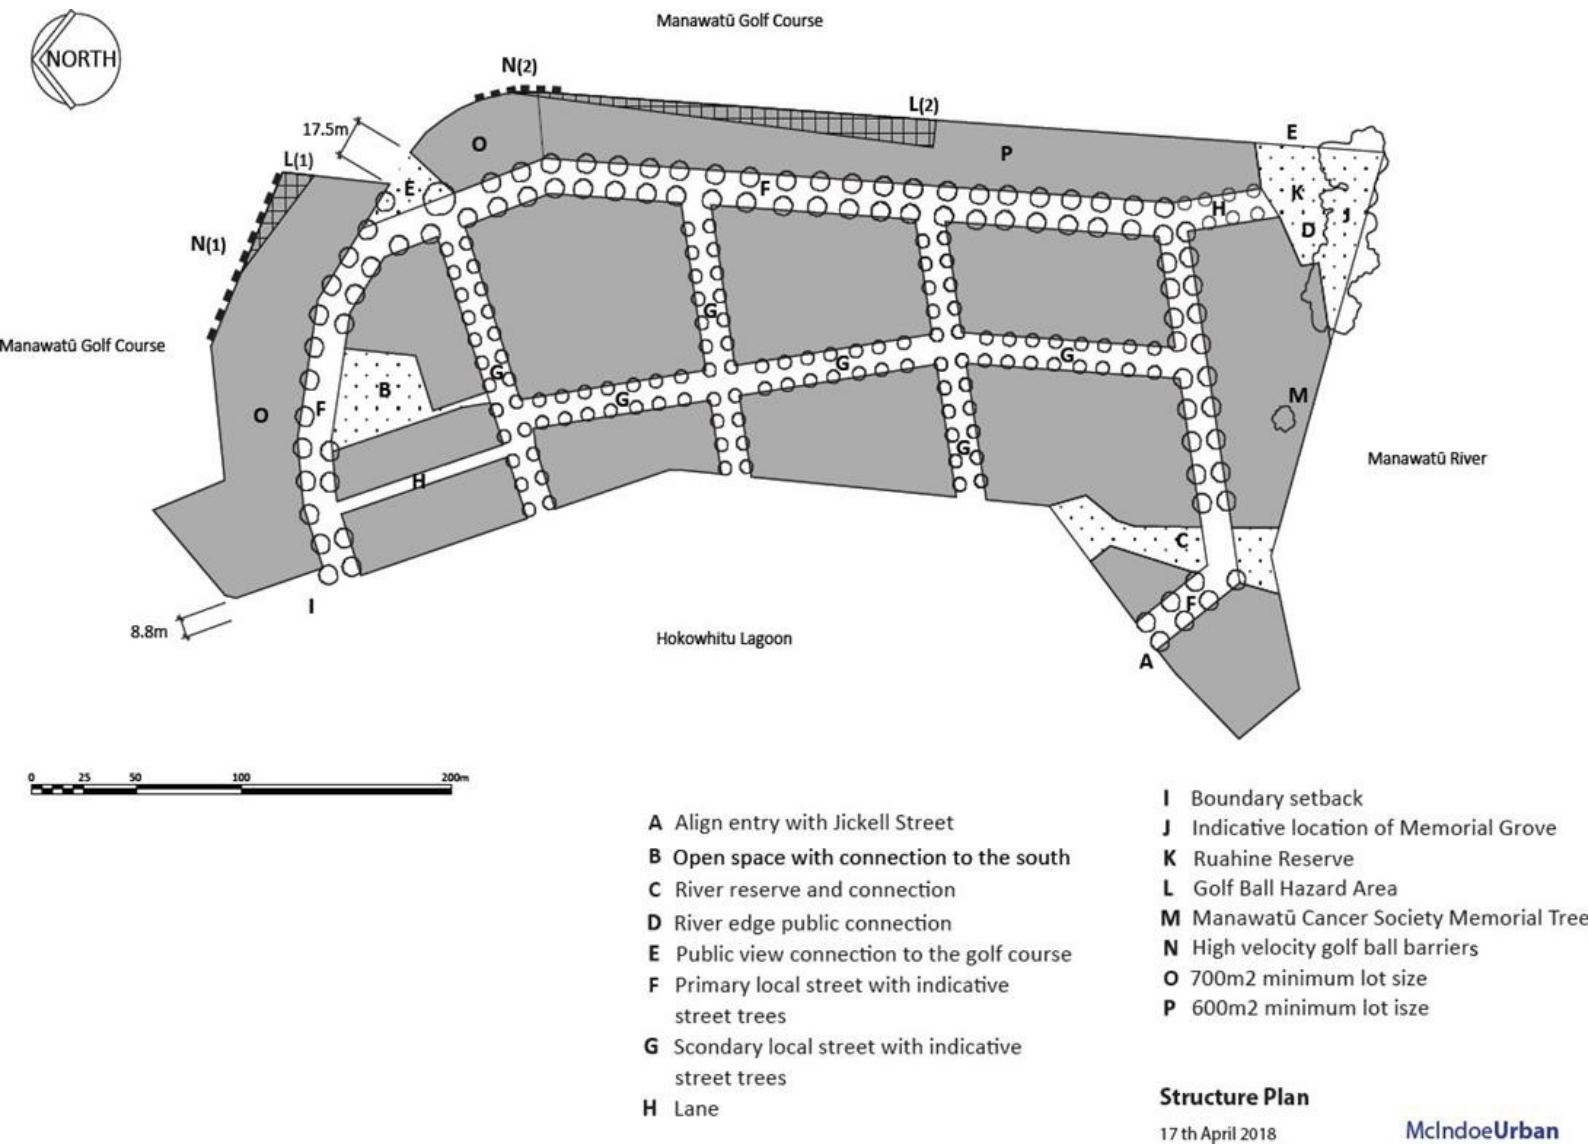 Manawatū Golf Course
NORTH
N(2)
L(2)
17.5m
E
L(1)
O
P
E
F
K
H
J
D
N(1)
G
Manawatū Golf Course
G
G
G
B
M
O
F
G
G
Manawatū River
H
C
I
F
8.8m
Hokowhitu Lagoon
A
0 25 50 100 200m
A Align entry with Jickell Street
B Open space with connection to the south
C River reserve and connection
D River edge public connection
E Public view connection to the golf course
F Primary local street with indicative
street trees
G Scondary local street with indicative
street trees
H Lane
I Boundary setback
J Indicative location of Memorial Grove
K Ruahine Reserve
L Golf Ball Hazard Area
M Manawatū Cancer Society Memorial Tree
N High velocity golf ball barriers
O 700m2 minimum lot size
P 600m2 minimum lot isze
Structure Plan
17 th April 2018
McIndoeUrban